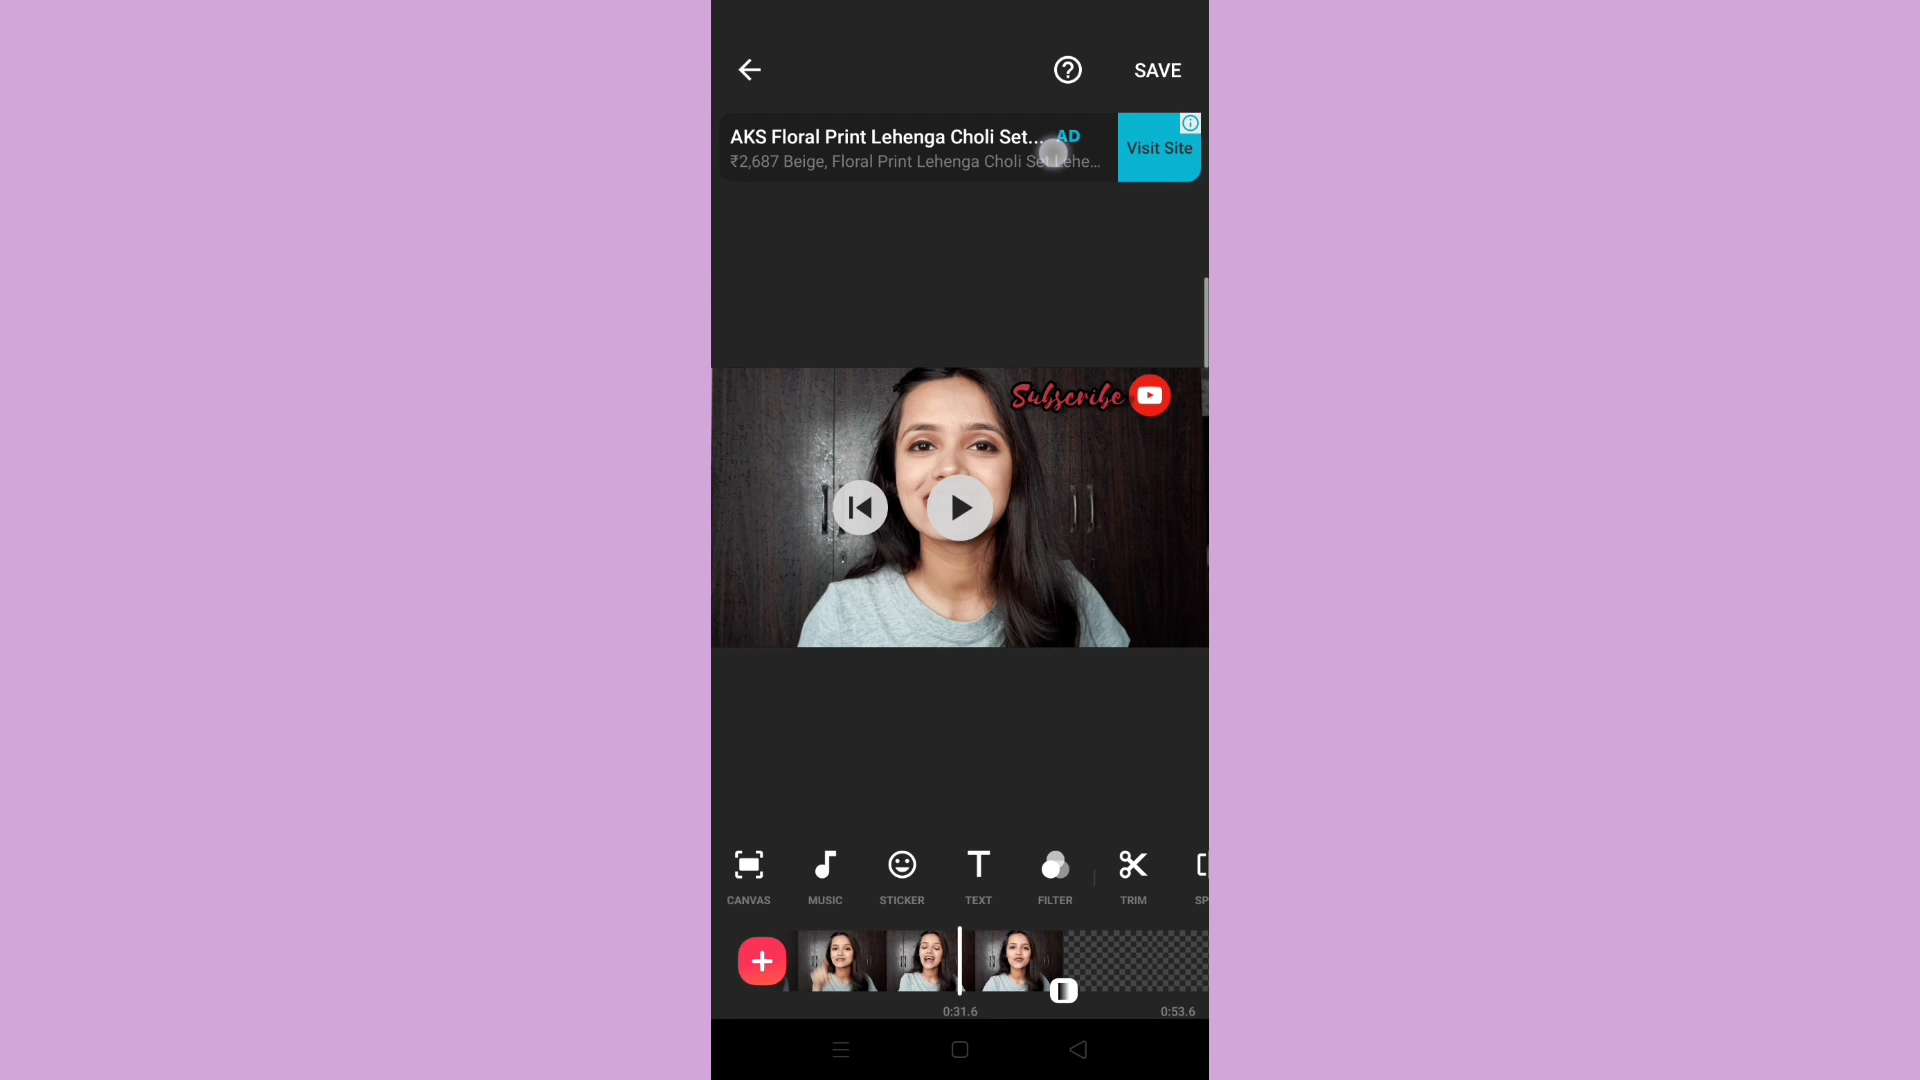 SAVE
AKS Floral Print Lehenga Choli Set... AD
₹2,687 Beige, Floral Print Lehenga Choli Set Lehe...
Visit Site
Subscribe
CANVAS MUSIC STICKER TEXT FILTER TRIM SP
0:31.6 0:53.6